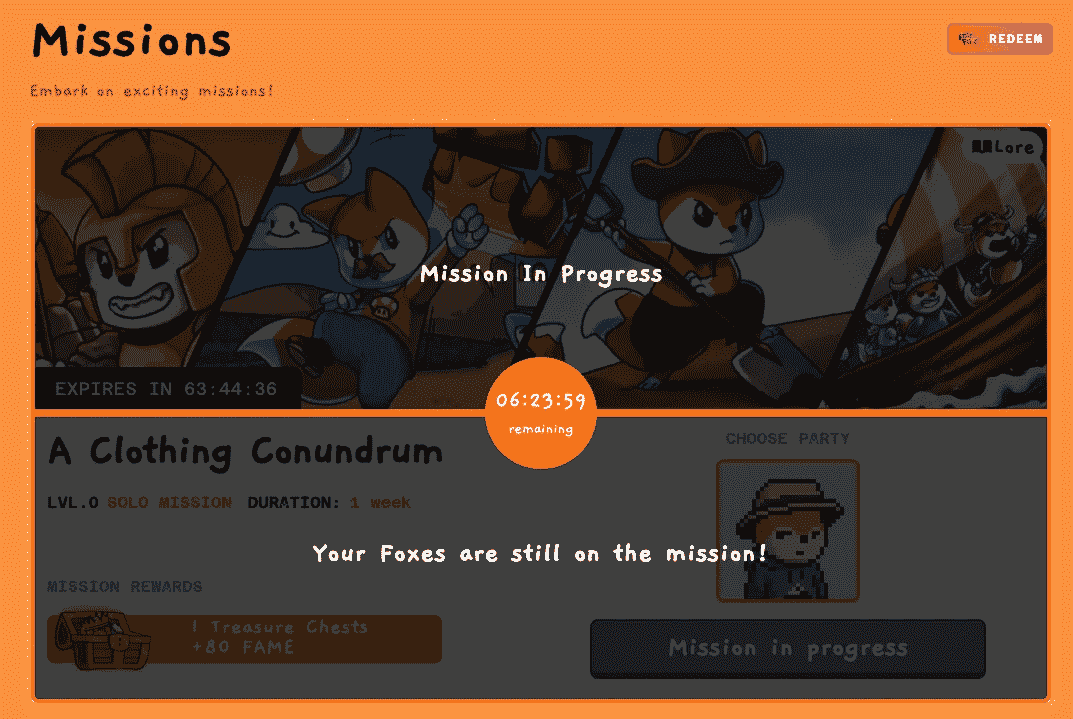 Missions
REDEEM
Embark on exciting missions!
Lore
Mission In Progress
EXPIRES IN 63:44:36
06:23:59
remaining
A Clothing Conundrum
CHOOSE PARTY
LVL.0 SOLO MISSION DURATION: 1 week
Your Foxes are still on the mission!
MISSION REWARDS
1 Treasure Chests
+80 FAME
Mission in progress